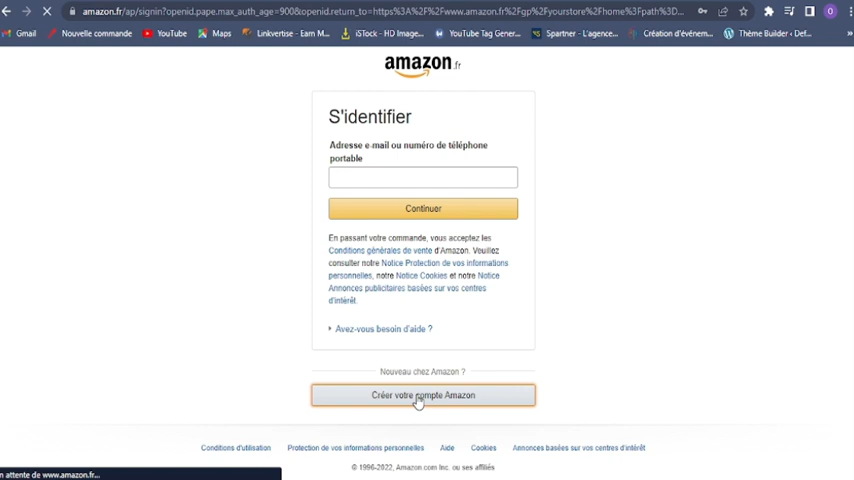 amazon.fr/ap/signin?openid.pape.max_auth_age=900&openid.return_to=https%3A%2F%2Fwww.amazon.fr%2Fgp%2Fyourstore%2Fhome%3Fpath%3D... O
Gmail Nouvelle commande YouTube Maps Linkvertise - Earn M... iStock - HD Image... YouTube Tag Gener... Spartner - L'agence... Création d'événem... Thème Builder ‹ Def... »
amazon.fr
S'identifier
Adresse e-mail ou numéro de téléphone
portable
Continuer
En passant votre commande, vous acceptez les
Conditions générales de vente d'Amazon. Veuillez
consulter notre Notice Protection de vos informations
personnelles, notre Notice Cookies et notre Notice
Annonces publicitaires basées sur vos centres
d'intérêt.
Avez-vous besoin d'aide ?
Nouveau chez Amazon ?
Créer votre compte Amazon
Conditions d'utilisation Protection de vos informations personnelles Aide Cookies Annonces basées sur vos centres d'intérêt
© 1996-2022, Amazon.com Inc. ou ses affiliés
n attente de www.amazon.fr...